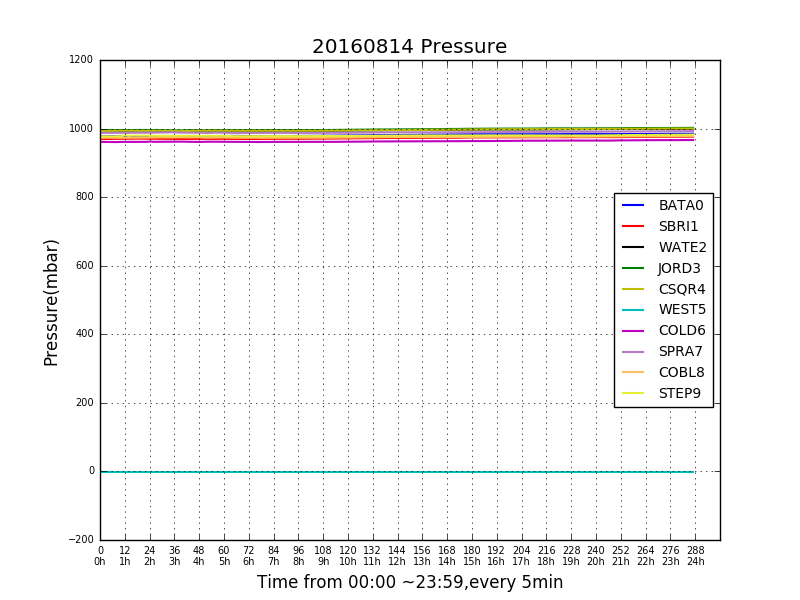 20160814 Pressure
1200
1000
800
600
400
200
0
−200
Pressure(mbar)
BATA0
SBRI1
WATE2
JORD3
CSQR4
WEST5
COLD6
SPRA7
COBL8
STEP9
0 12 24 36 48 60 72 84 96 108 120 132 144 156 168 180 192 204 216 228 240 252 264 276 288
0h 1h 2h 3h 4h 5h 6h 7h 8h 9h 10h 11h 12h 13h 14h 15h 16h 17h 18h 19h 20h 21h 22h 23h 24h
Time from 00:00 ~23:59,every 5min